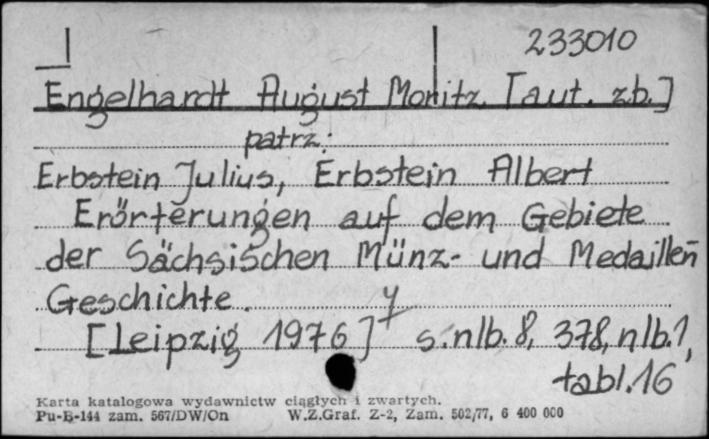 233010
Engelhardt August Moritz [aut. zb.]
patrz:
Erbstein Julius, Erbstein Albert
Erörterungen auf dem Gebiete
der Sächsischen Münz- und Medaillen
Geschichte.
[Leipzig 1976] s. nlb. 8, 378, nlb. 1,
tabl. 16
Karta katalogowa wydawnictw ciągłych i zwartych.
Pu-B-144 zam. 567/DW/On W.Z.Graf. Z-2, Zam. 502/77, 6 400 000